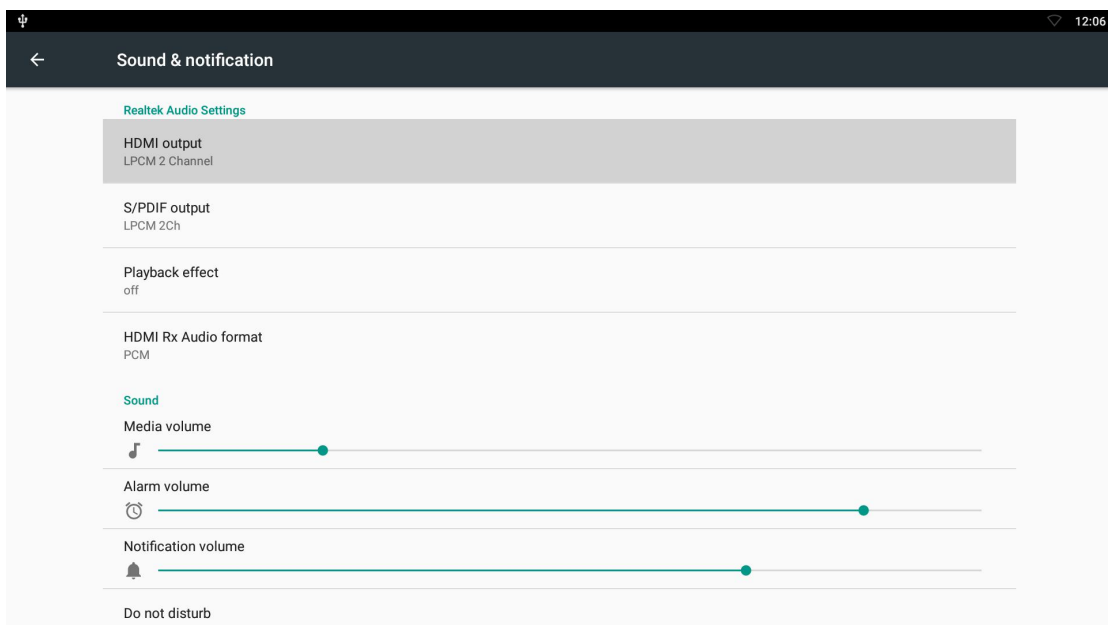 12:06
Sound & notification
Realtek Audio Settings
HDMI output
LPCM 2 Channel
S/PDIF output
LPCM 2Ch
Playback effect
off
HDMI Rx Audio format
PCM
Sound
Media volume
Alarm volume
Notification volume
Do not disturb